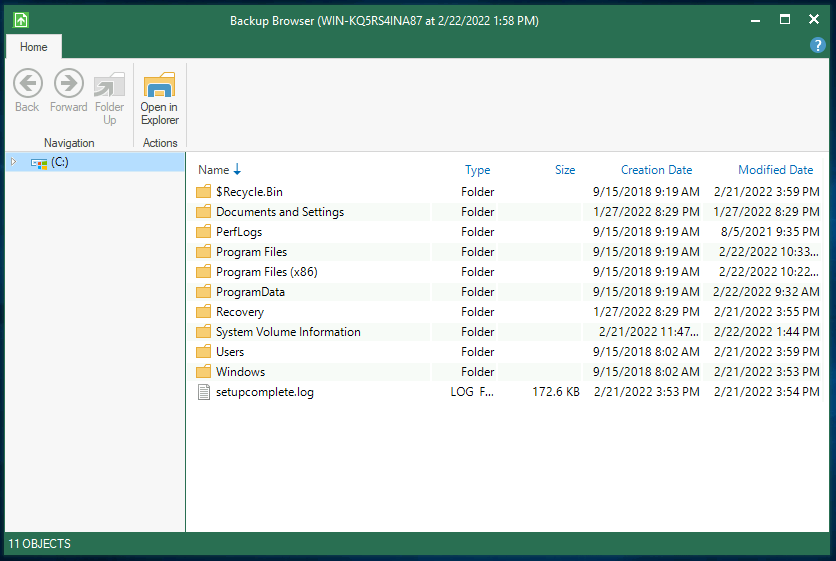 Backup Browser (WIN-KQ5RS4INA87 at 2/22/2022 1:58 PM)
Home
?
Back Forward Folder Up
Open in Explorer
Navigation Actions
(C:)
Name Type Size Creation Date Modified Date
$Recycle.Bin Folder 9/15/2018 9:19 AM 2/21/2022 3:59 PM
Documents and Settings Folder 1/27/2022 8:29 PM 1/27/2022 8:29 PM
PerfLogs Folder 9/15/2018 9:19 AM 8/5/2021 9:35 PM
Program Files Folder 9/15/2018 9:19 AM 2/22/2022 10:33...
Program Files (x86) Folder 9/15/2018 9:19 AM 2/22/2022 10:22...
ProgramData Folder 9/15/2018 9:19 AM 2/22/2022 9:32 AM
Recovery Folder 1/27/2022 8:29 PM 2/21/2022 3:55 PM
System Volume Information Folder 2/21/2022 11:47... 2/22/2022 1:44 PM
Users Folder 9/15/2018 8:02 AM 2/21/2022 3:59 PM
Windows Folder 9/15/2018 8:02 AM 2/21/2022 3:53 PM
setupcomplete.log LOG F... 172.6 KB 2/21/2022 3:53 PM 2/21/2022 3:54 PM
11 OBJECTS